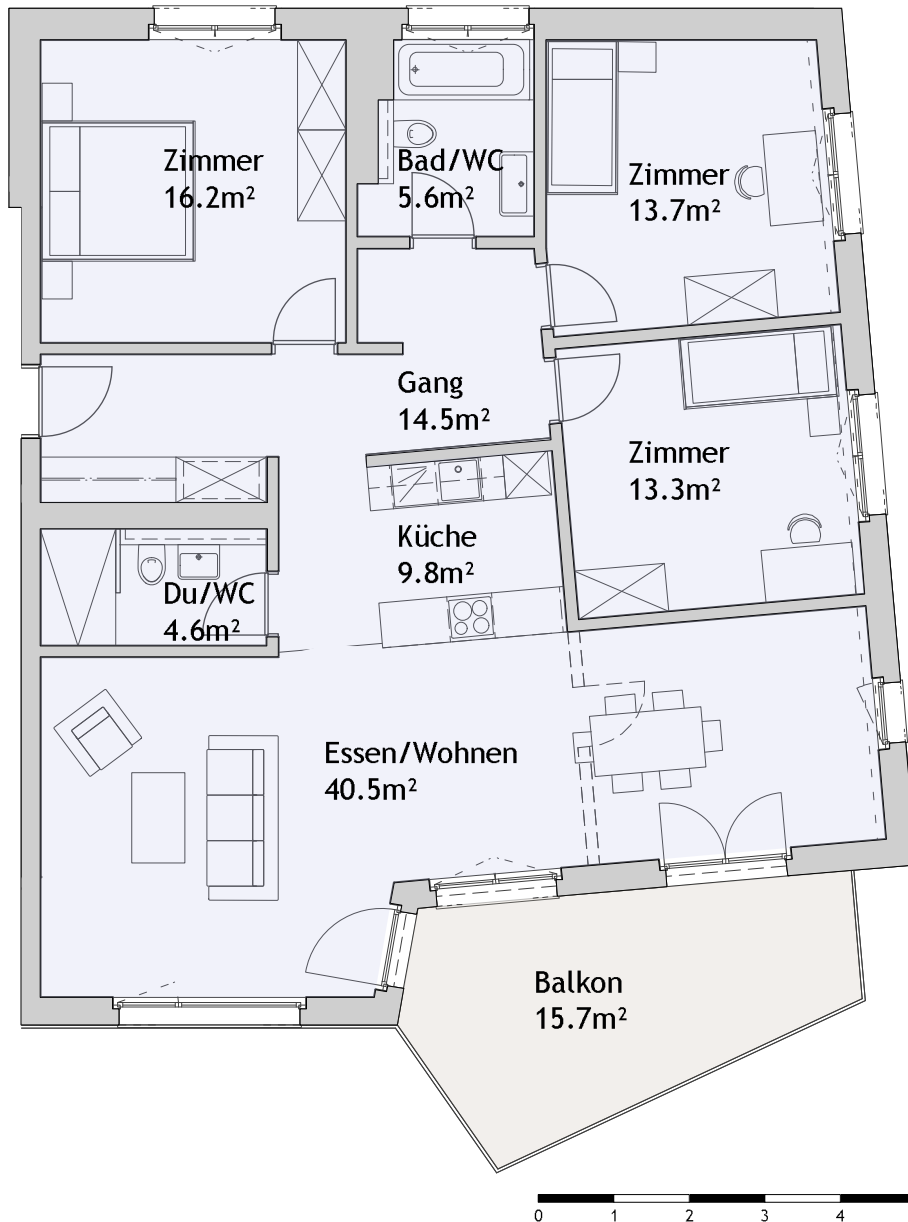 Zimmer
16.2m²
Bad/WC
5.6m²
Zimmer
13.7m²
Gang
14.5m²
Zimmer
13.3m²
Küche
9.8m²
Du/WC
4.6m²
Essen/Wohnen
40.5m²
Balkon
15.7m²
0 1 2 3 4